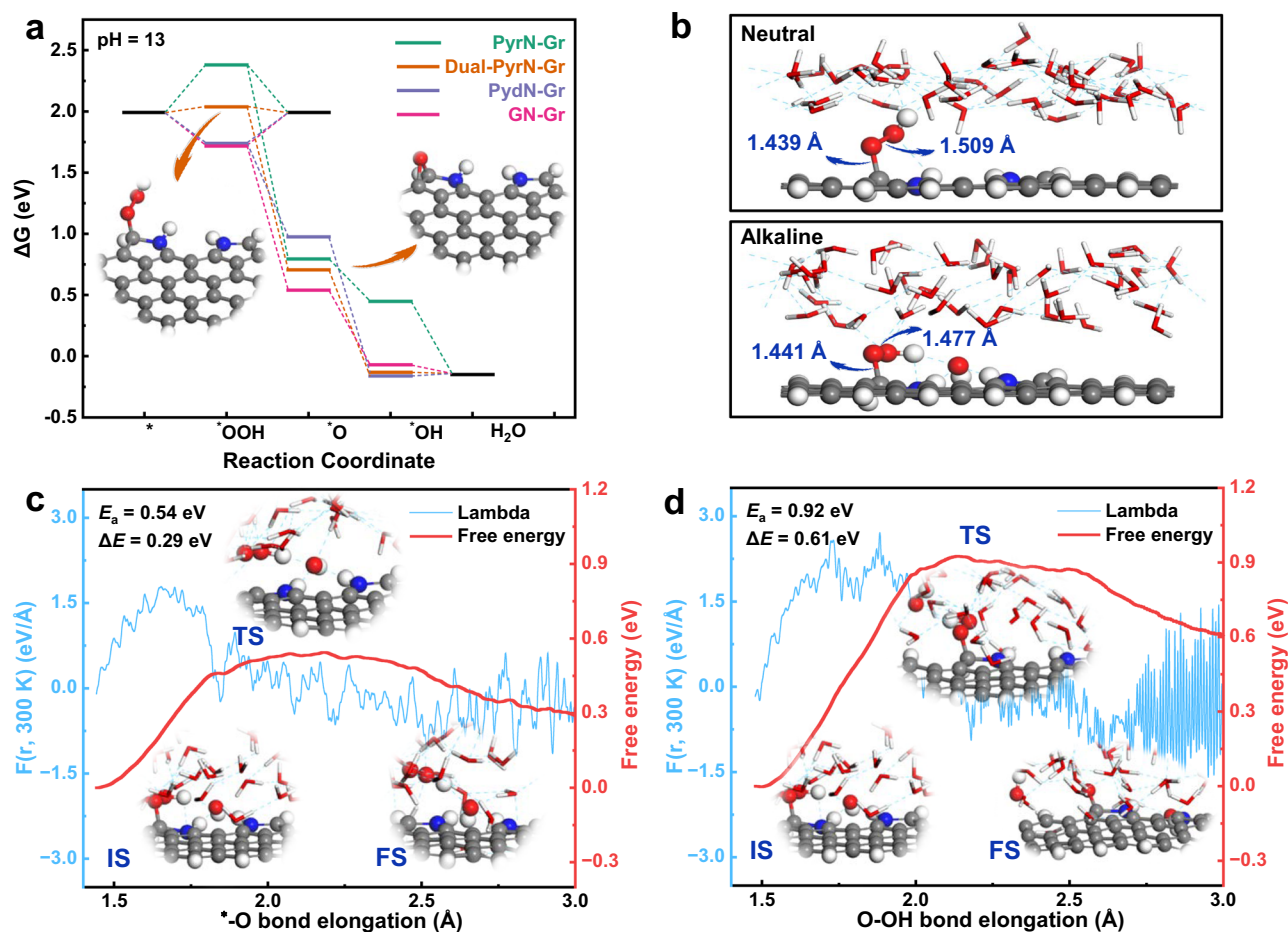 a
pH = 13
PyrN-Gr
Dual-PyrN-Gr
PydN-Gr
GN-Gr
2.5
2.0
1.5
1.0
0.5
0.0
-0.5
ΔG (eV)
*
*OOH
*O
*OH
H₂O
Reaction Coordinate
b
Neutral
1.439 Å
1.509 Å
Alkaline
1.477 Å
1.441 Å
c
Eₐ = 0.54 eV
ΔE = 0.29 eV
Lambda
Free energy
TS
IS
FS
3.0
1.5
0.0
−1.5
−3.0
F(r, 300 K) (eV/Å)
1.2
0.9
0.6
0.3
0.0
−0.3
Free energy (eV)
1.5
2.0
2.5
3.0
*-O bond elongation (Å)
d
Eₐ = 0.92 eV
ΔE = 0.61 eV
Lambda
Free energy
TS
IS
FS
3.0
1.5
0.0
−1.5
−3.0
F(r, 300 K) (eV/Å)
1.2
0.9
0.6
0.3
0.0
−0.3
Free energy (eV)
1.5
2.0
2.5
3.0
O-OH bond elongation (Å)